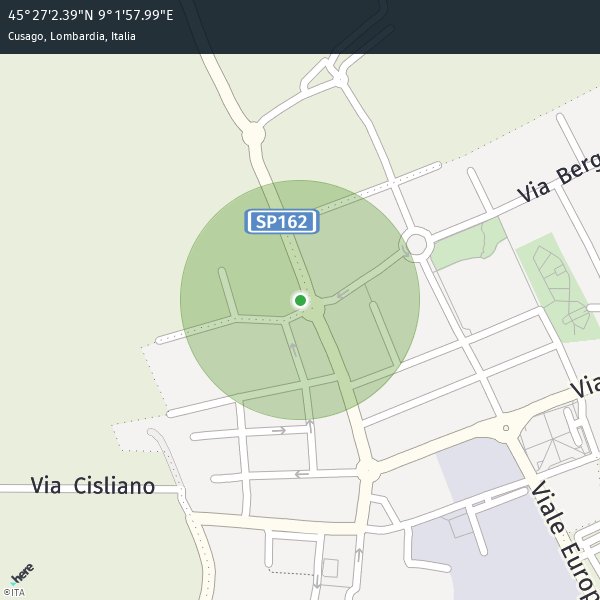 45°27'2.39"N 9°1'57.99"E
Cusago, Lombardia, Italia
Via Berg
SP162
Via
Via Cisliano
Viale Europ
here
©ITA